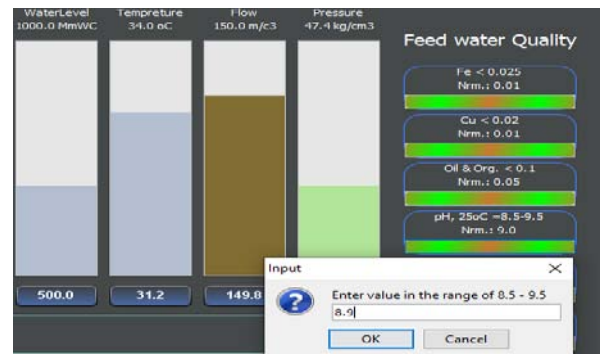 WaterLevel
1000.0 MmWC
Tempreture
34.0 oC
Flow
150.0 m/c3
Pressure
47.4 kg/cm3
Feed water Quality
Fe < 0.025
Nrm.: 0.01
Cu < 0.02
Nrm.: 0.01
Oil & Org. < 0.1
Nrm.: 0.05
pH, 25oC =8.5-9.5
Nrm.: 9.0
500.0
31.2
149.8
Input
Enter value in the range of 8.5 - 9.5
8.9
OK
Cancel